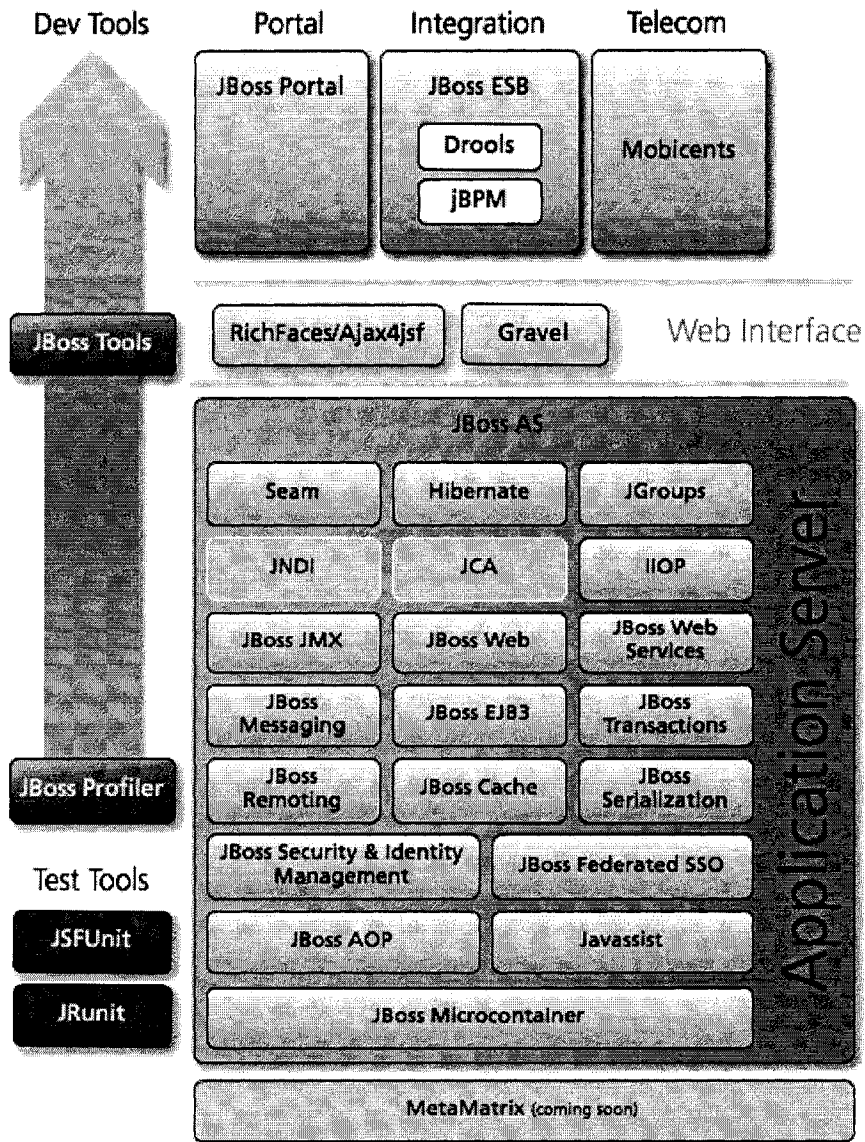 Dev Tools
Portal
Integration
Telecom
JBoss Portal
JBoss ESB
Drools
jBPM
Mobicents
JBoss Tools
RichFaces/Ajax4jsf
Gravel
Web Interface
JBoss AS
Seam
Hibernate
JGroups
JNDI
JCA
IIOP
JBoss JMX
JBoss Web
JBoss Web
Services
JBoss
Messaging
JBoss EJB3
JBoss
Transactions
JBoss Profiler
JBoss
Remoting
JBoss Cache
JBoss
Serialization
JBoss Security & Identity
Management
JBoss Federated SSO
Test Tools
JSFUnit
JBoss AOP
Javassist
JRunit
JBoss Microcontainer
Application Server
MetaMatrix (coming soon)